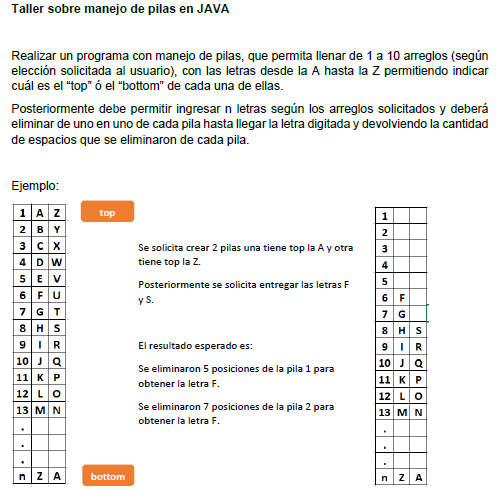 Taller sobre manejo de pilas en JAVA
Realizar un programa con manejo de pilas, que permita llenar de 1 a 10 arreglos (según
elección solicitada al usuario), con las letras desde la A hasta la Z permitiendo indicar
cuál es el “top” ó el “bottom” de cada una de ellas.
Posteriormente debe permitir ingresar n letras según los arreglos solicitados y deberá
eliminar de uno en uno de cada pila hasta llegar la letra digitada y devolviendo la cantidad
de espacios que se eliminaron de cada pila.
Ejemplo:
1 A Z
2 B Y
3 C X
4 D W
5 E V
6 F U
7 G T
8 H S
9 I R
10 J Q
11 K P
12 L O
13 M N
.
.
.
n Z A
top
Se solicita crear 2 pilas una tiene top la A y otra
tiene top la Z.
Posteriormente se solicita entregar las letras F
y S.
El resultado esperado es:
Se eliminaron 5 posiciones de la pila 1 para
obtener la letra F.
Se eliminaron 7 posiciones de la pila 2 para
obtener la letra F.
bottom
1
2
3
4
5
6 F
7 G
8 H S
9 I R
10 J Q
11 K P
12 L O
13 M N
.
.
.
n Z A